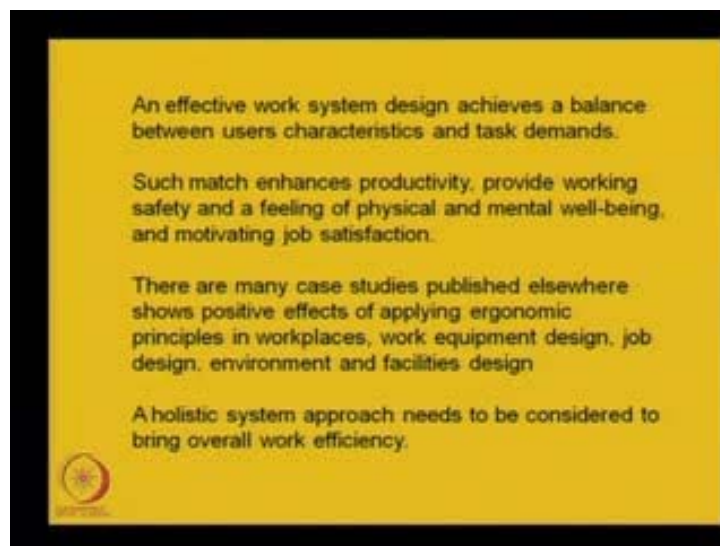 An effective work system design achieves a balance
between users characteristics and task demands.
Such match enhances productivity, provide working
safety and a feeling of physical and mental well-being,
and motivating job satisfaction.
There are many case studies published elsewhere
shows positive effects of applying ergonomic
principles in workplaces, work equipment design, job
design, environment and facilities design
A holistic system approach needs to be considered to
bring overall work efficiency.